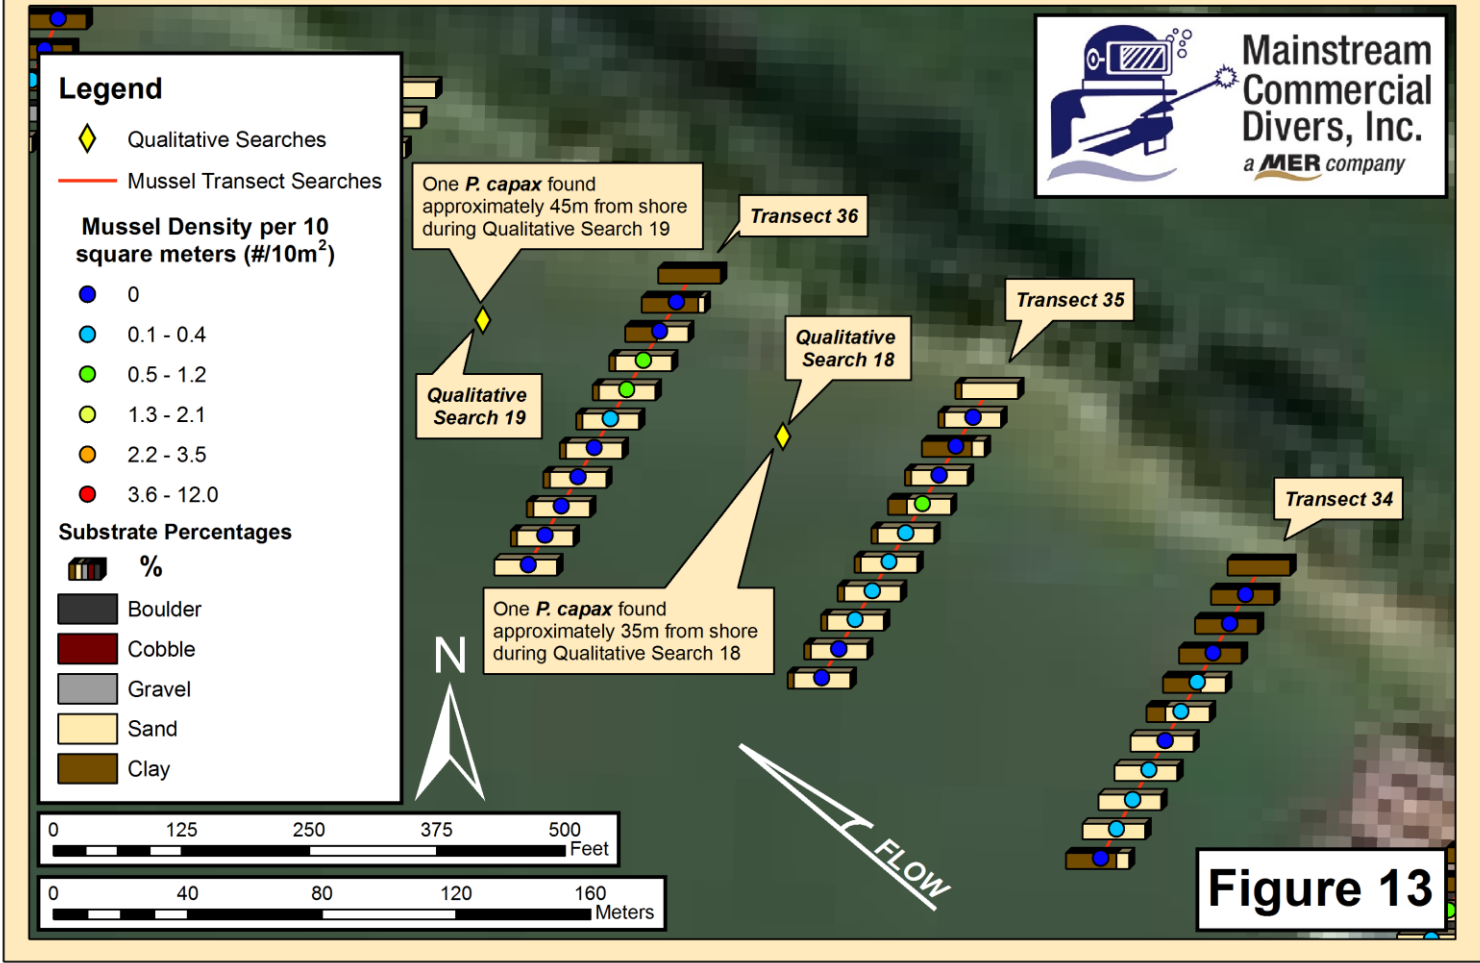 Legend
Qualitative Searches
Mussel Transect Searches
Mussel Density per 10
square meters (#/10m²)
0
0.1 - 0.4
0.5 - 1.2
1.3 - 2.1
2.2 - 3.5
3.6 - 12.0
Substrate Percentages
%
Boulder
Cobble
Gravel
Sand
Clay
0 125 250 375 500
Feet
0 40 80 120 160
Meters
One P. capax found
approximately 45m from shore
during Qualitative Search 19
Transect 36
Qualitative
Search 19
Qualitative
Search 18
Transect 35
Transect 34
One P. capax found
approximately 35m from shore
during Qualitative Search 18
N
FLOW
Mainstream
Commercial
Divers, Inc.
a MER company
Figure 13